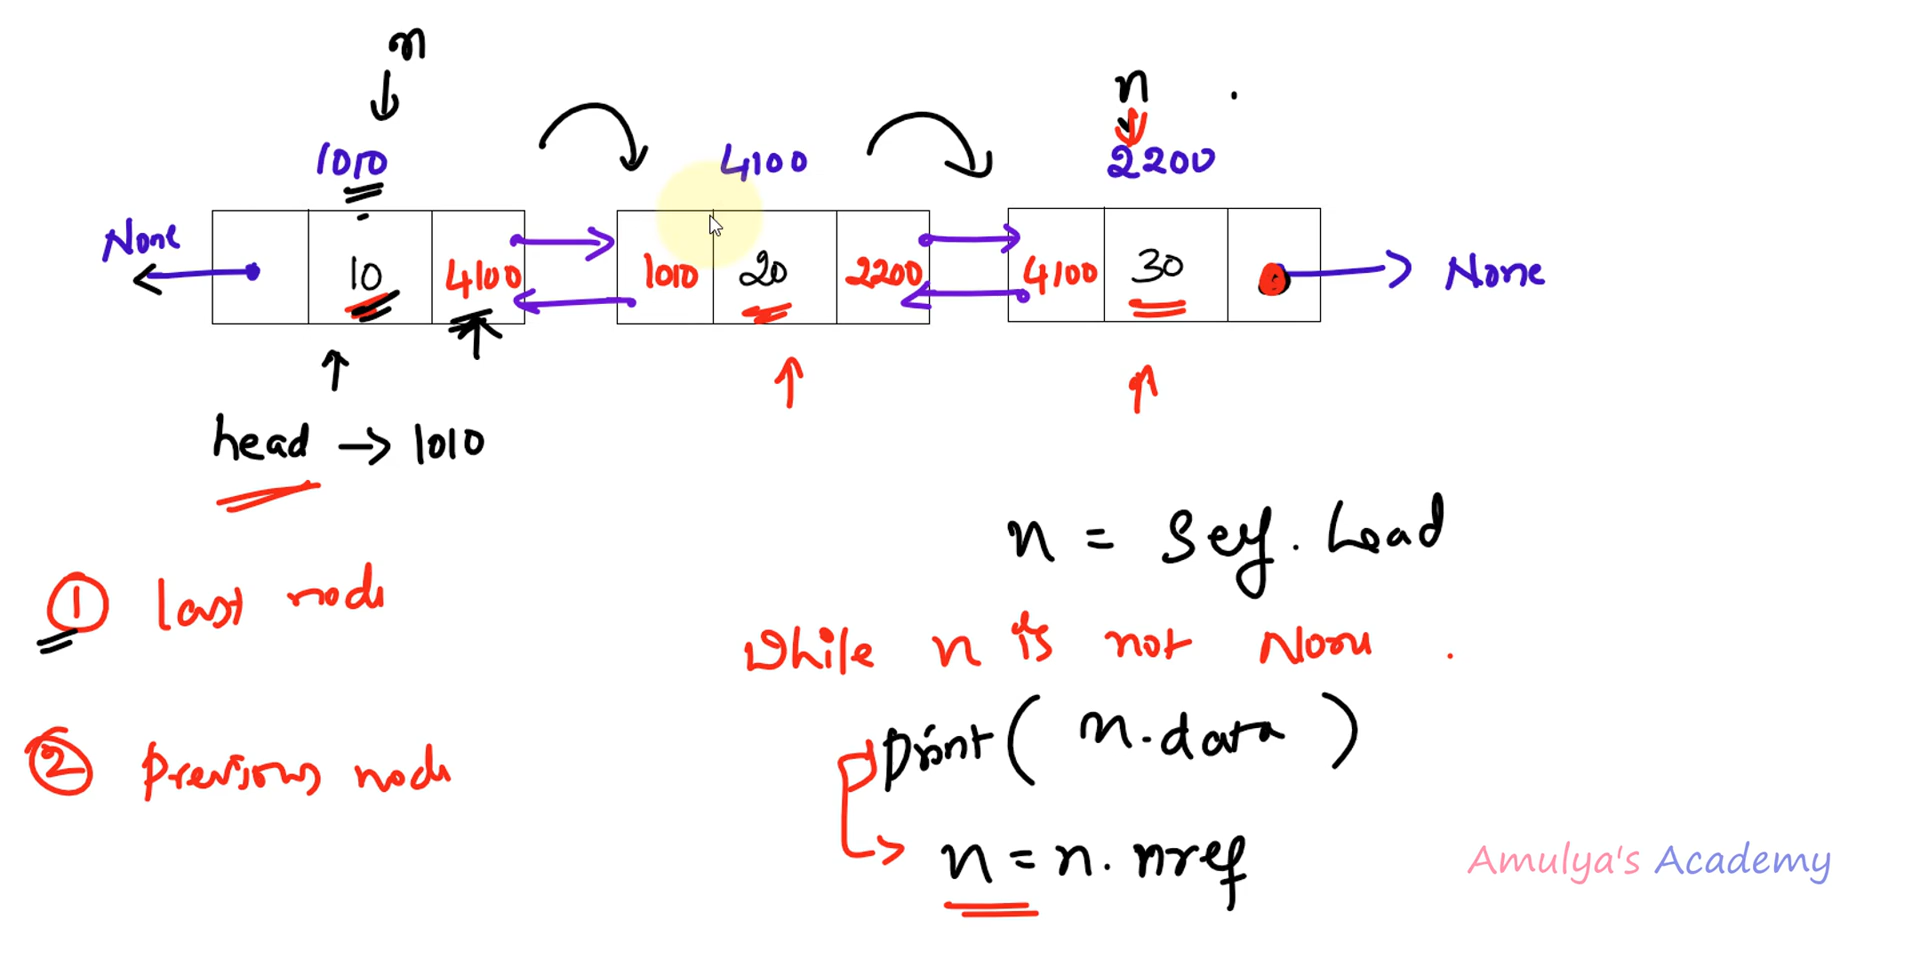 n
n
1010
4100
2200
None
10
4100
1010
20
2200
4100
30
None
head → 1010
n = self.head
① last node
while n is not None
print( n.data )
② Previous node
n = n.nref
Amulya's Academy